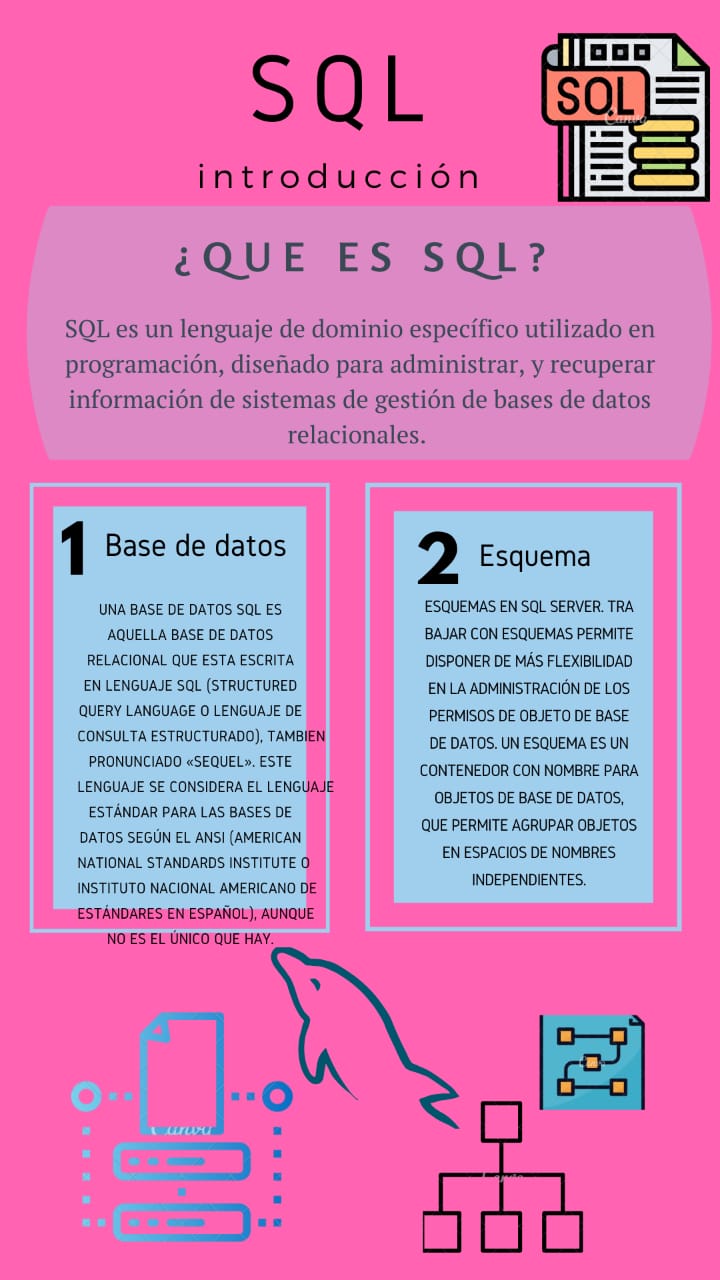 SQL
introducción
SQL
Canva
¿QUE ES SQL?
SQL es un lenguaje de dominio específico utilizado en
programación, diseñado para administrar, y recuperar
información de sistemas de gestión de bases de datos
relacionales.
1 Base de datos
UNA BASE DE DATOS SQL ES
AQUELLA BASE DE DATOS
RELACIONAL QUE ESTA ESCRITA
EN LENGUAJE SQL (STRUCTURED
QUERY LANGUAGE O LENGUAJE DE
CONSULTA ESTRUCTURADO), TAMBIEN
PRONUNCIADO «SEQUEL». ESTE
LENGUAJE SE CONSIDERA EL LENGUAJE
ESTÁNDAR PARA LAS BASES DE
DATOS SEGÚN EL ANSI (AMERICAN
NATIONAL STANDARDS INSTITUTE O
INSTITUTO NACIONAL AMERICANO DE
ESTÁNDARES EN ESPAÑOL), AUNQUE
NO ES EL ÚNICO QUE HAY.
2 Esquema
ESQUEMAS EN SQL SERVER. TRA
BAJAR CON ESQUEMAS PERMITE
DISPONER DE MÁS FLEXIBILIDAD
EN LA ADMINISTRACIÓN DE LOS
PERMISOS DE OBJETO DE BASE
DE DATOS. UN ESQUEMA ES UN
CONTENEDOR CON NOMBRE PARA
OBJETOS DE BASE DE DATOS,
QUE PERMITE AGRUPAR OBJETOS
EN ESPACIOS DE NOMBRES
INDEPENDIENTES.
Canva
Canva
Canva